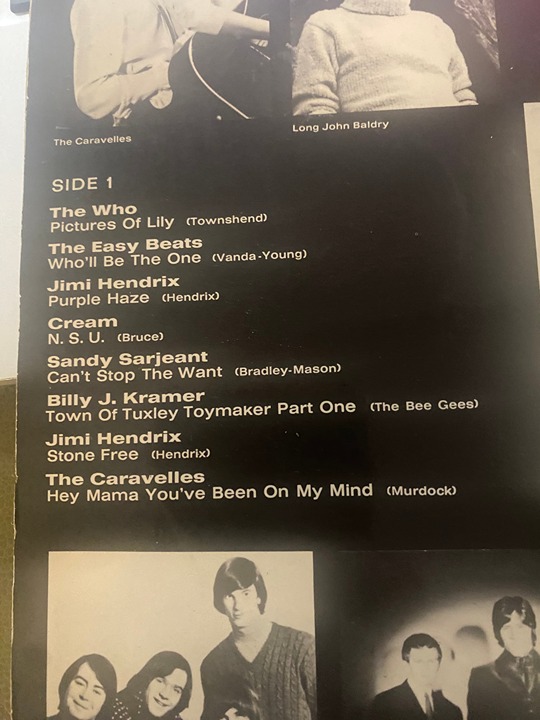 The Caravelles
Long John Baldry
SIDE 1
The Who
Pictures Of Lily (Townshend)
The Easy Beats
Who'll Be The One (Vanda-Young)
Jimi Hendrix
Purple Haze (Hendrix)
Cream
N. S. U. (Bruce)
Sandy Sarjeant
Can't Stop The Want (Bradley-Mason)
Billy J. Kramer
Town Of Tuxley Toymaker Part One (The Bee Gees)
Jimi Hendrix
Stone Free (Hendrix)
The Caravelles
Hey Mama You've Been On My Mind (Murdock)